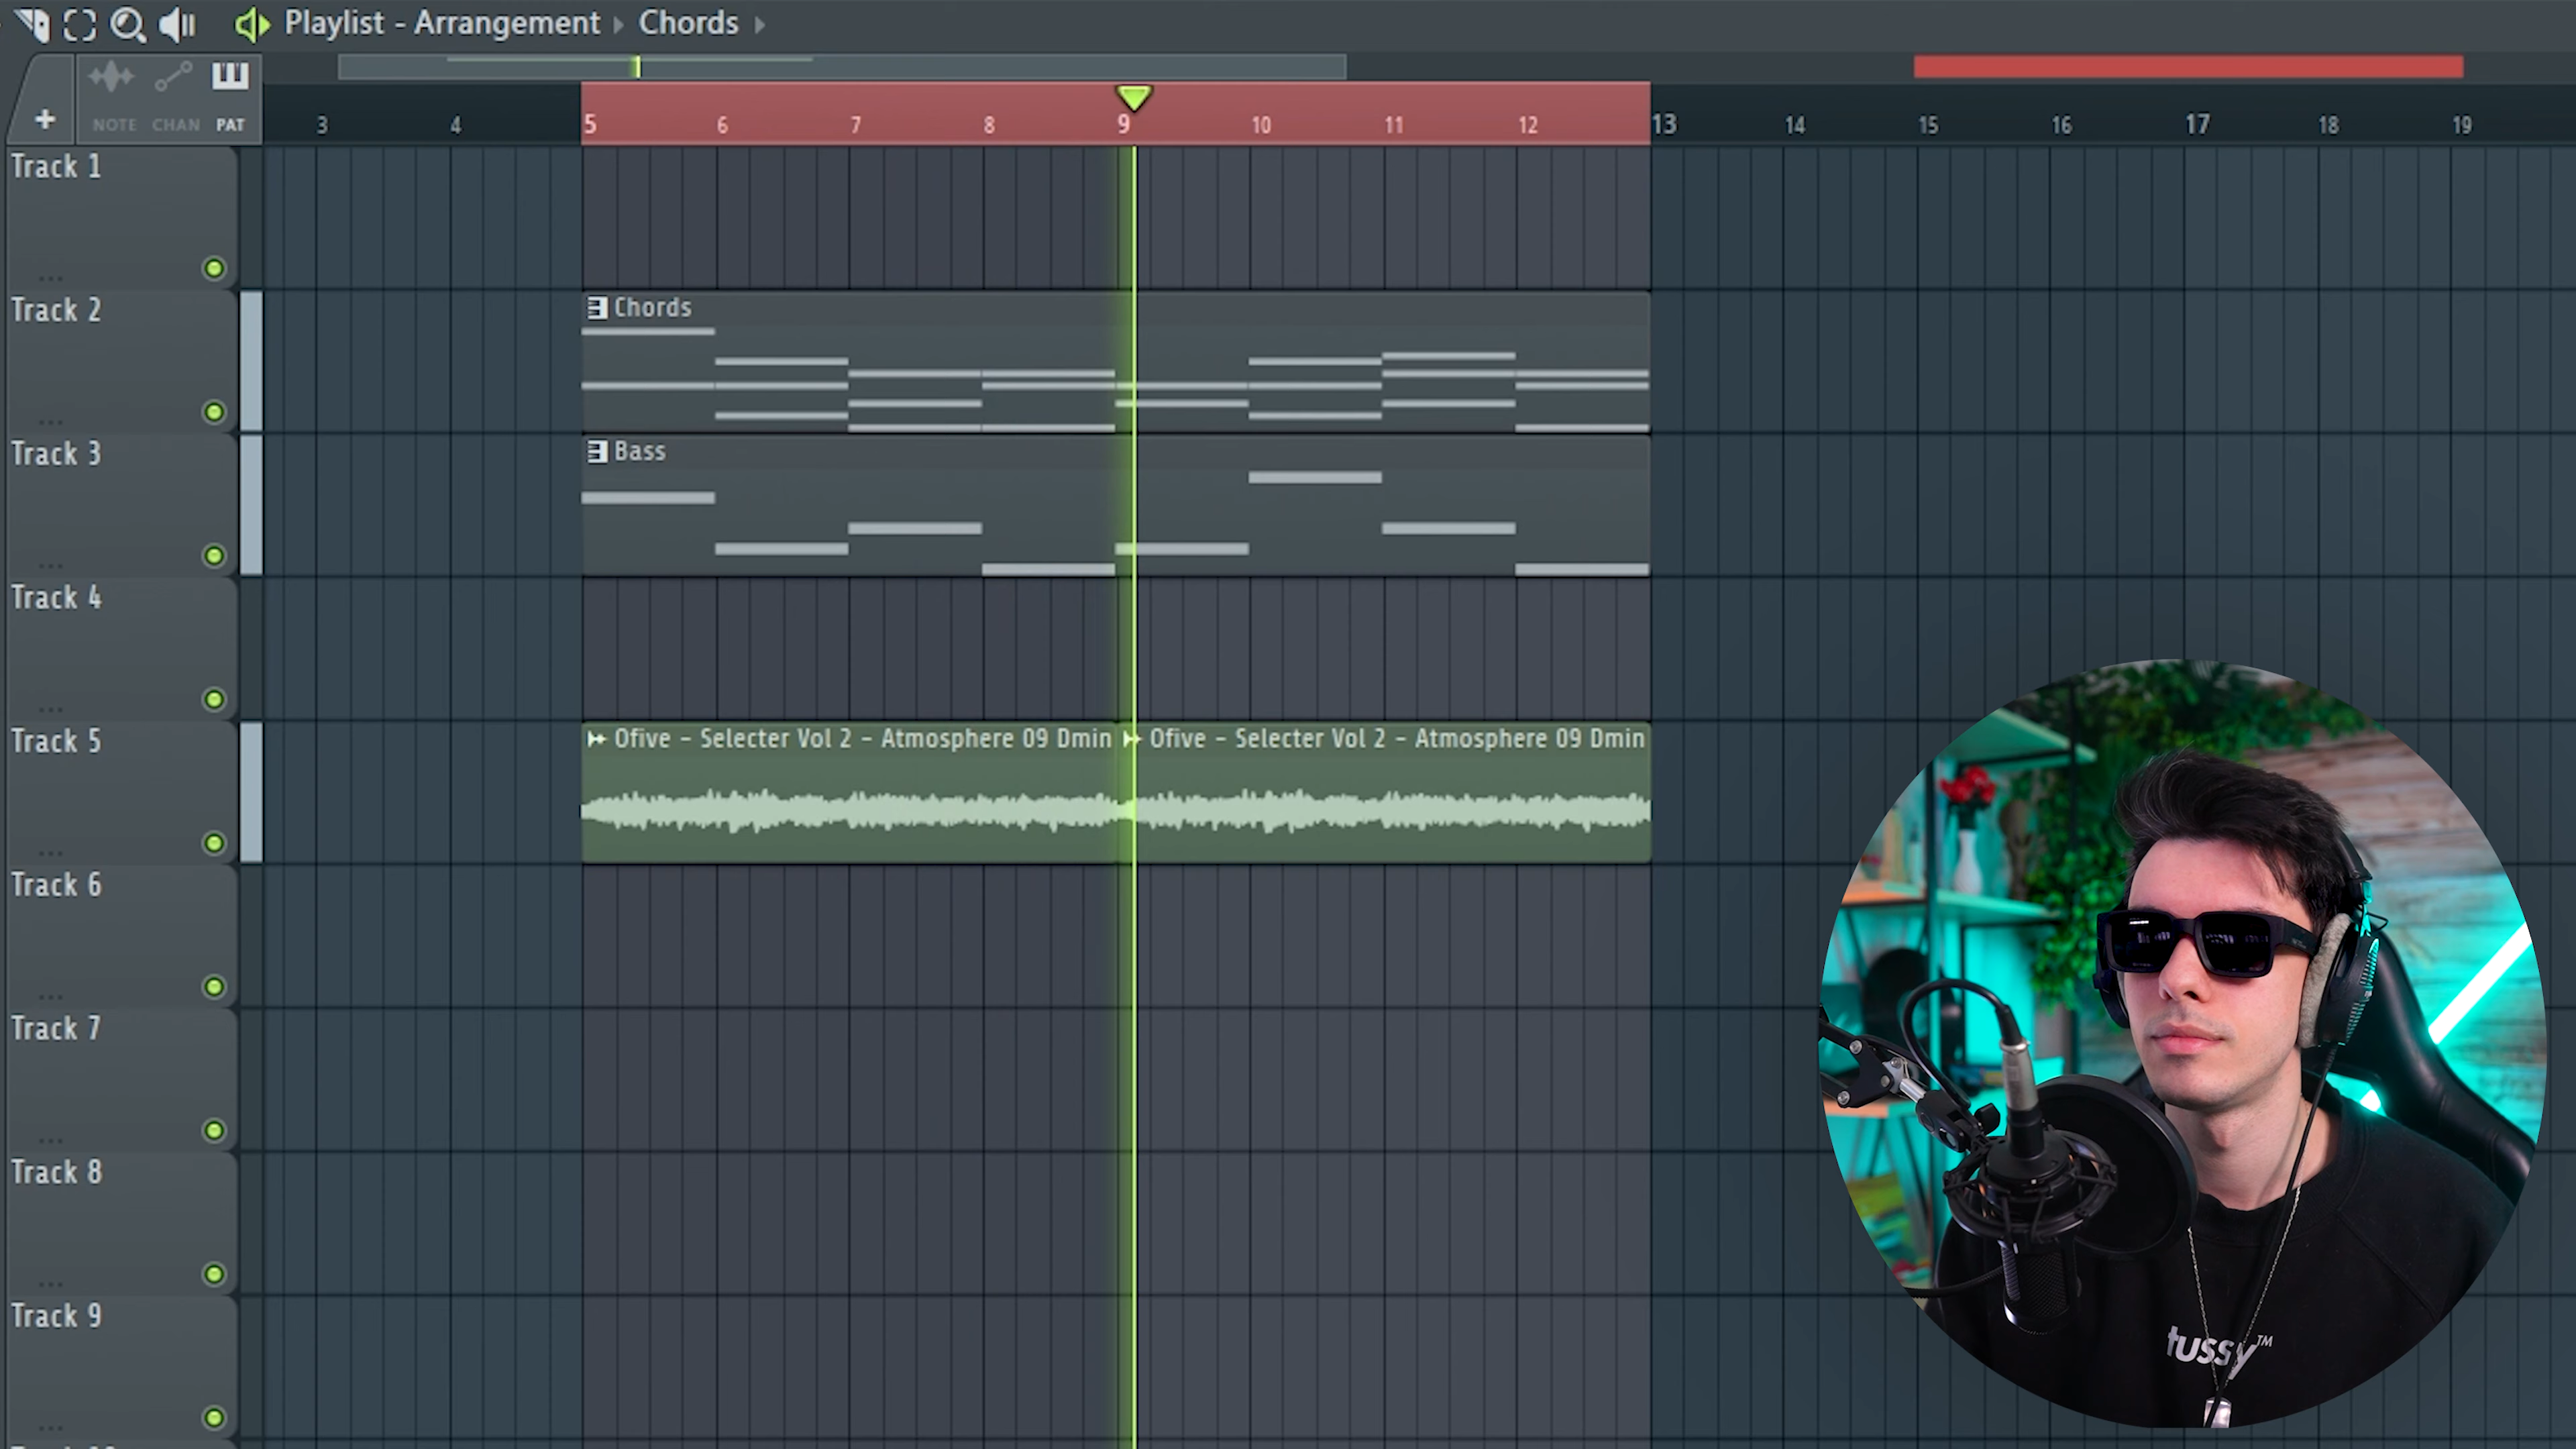 Playlist - Arrangement ▸ Chords ▸
NOTE CHAN PAT
3 4 5 6 7 8 9 10 11 12 13 14 15 16 17 18 19
Track 1
Track 2
Chords
Track 3
Bass
Track 4
Track 5
Ofive - Selecter Vol 2 - Atmosphere 09 Dmin
Ofive - Selecter Vol 2 - Atmosphere 09 Dmin
Track 6
Track 7
Track 8
Track 9
tussy™